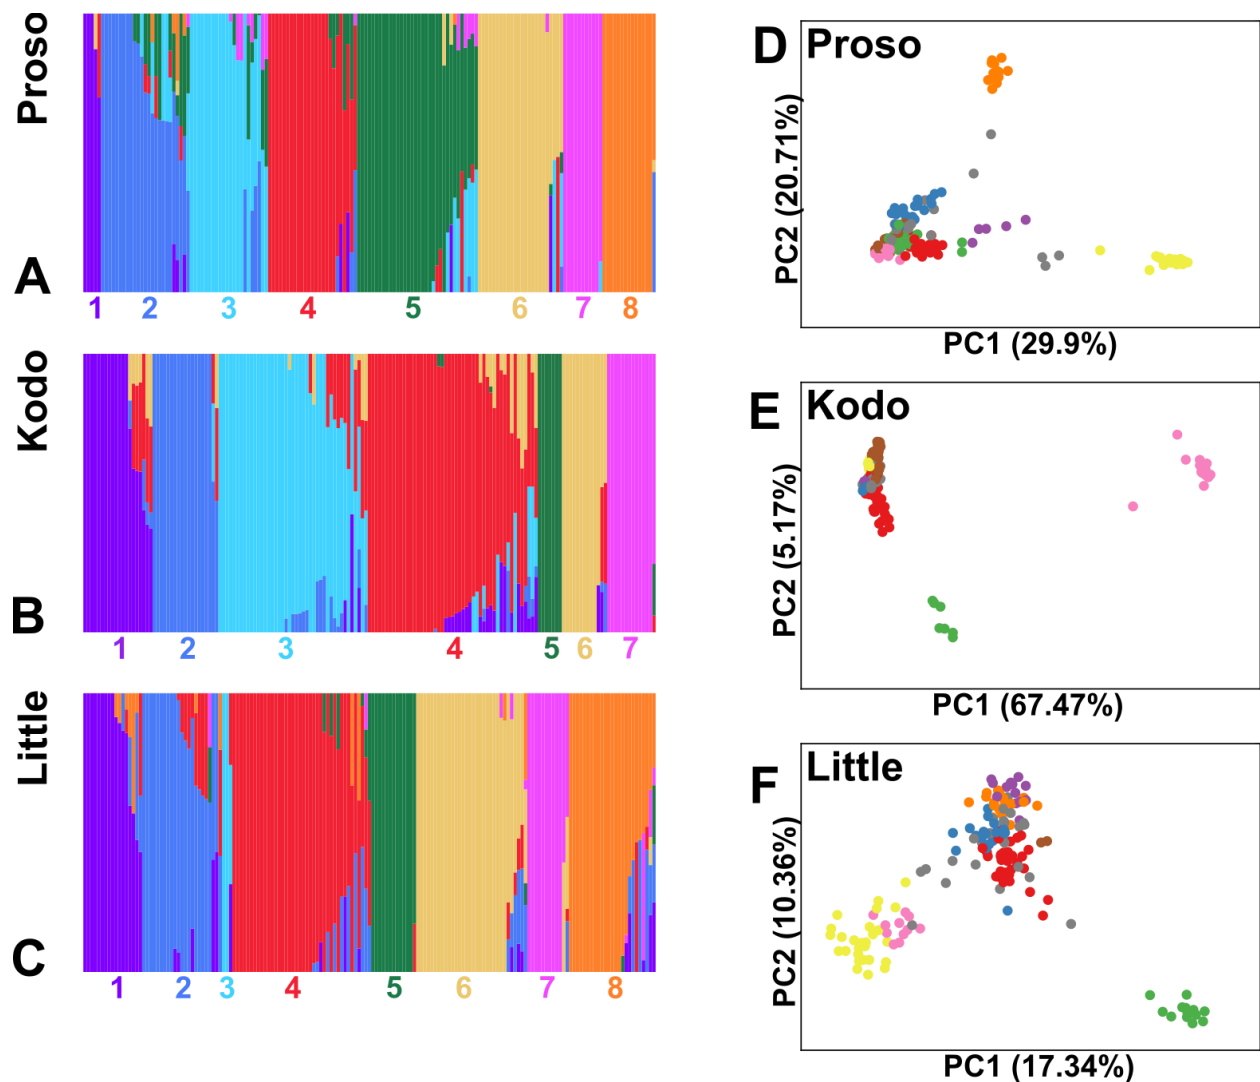 Proso
A
1 2 3 4 5 6 7 8
Kodo
B
1 2 3 4 5 6 7
Little
C
1 2 3 4 5 6 7 8
D Proso
PC2 (20.71%)
PC1 (29.9%)
E Kodo
PC2 (5.17%)
PC1 (67.47%)
F Little
PC2 (10.36%)
PC1 (17.34%)